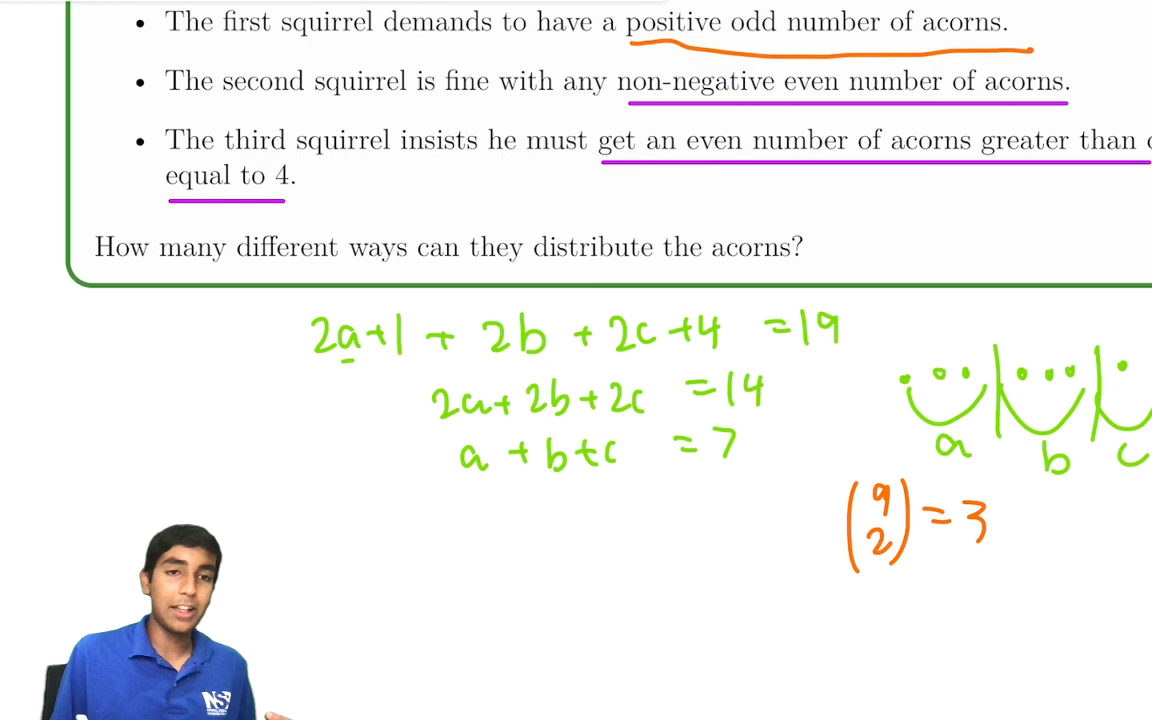 • The first squirrel demands to have a positive odd number of acorns.
• The second squirrel is fine with any non-negative even number of acorns.
• The third squirrel insists he must get an even number of acorns greater than
equal to 4.
How many different ways can they distribute the acorns?
2a+1 + 2b + 2c +4 =19
2a+ 2b+2c =14
a + b+c = 7
a b c
(9 2) = 3
NS